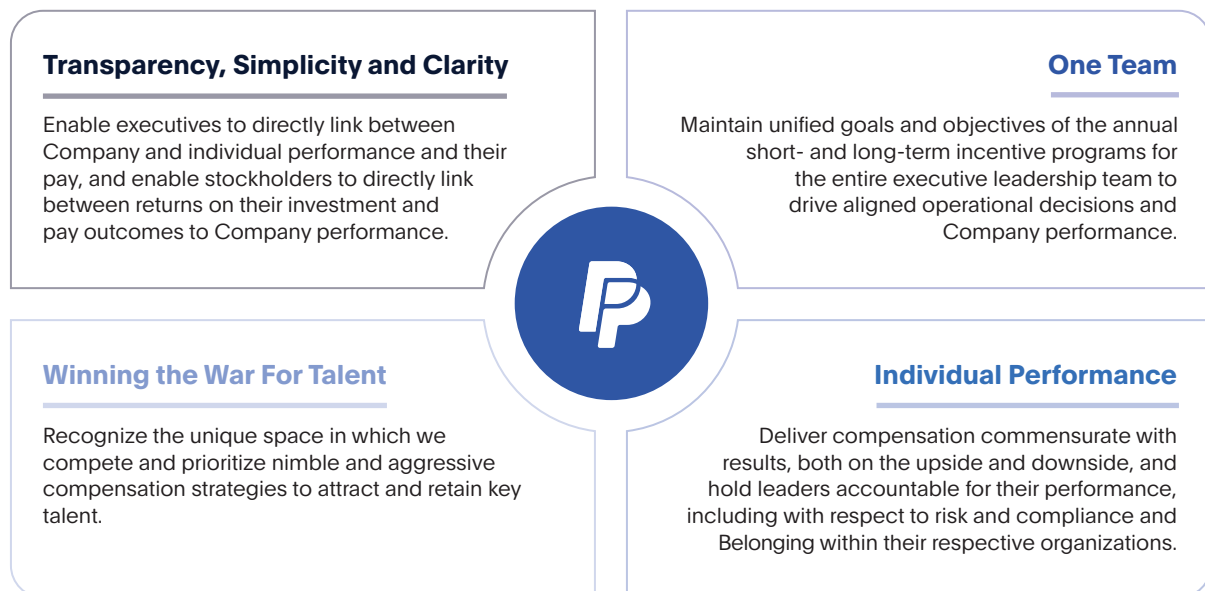 Transparency, Simplicity and Clarity
Enable executives to directly link between
Company and individual performance and their
pay, and enable stockholders to directly link
between returns on their investment and
pay outcomes to Company performance.
One Team
Maintain unified goals and objectives of the annual
short- and long-term incentive programs for
the entire executive leadership team to
drive aligned operational decisions and
Company performance.
Winning the War For Talent
Recognize the unique space in which we
compete and prioritize nimble and aggressive
compensation strategies to attract and retain key
talent.
Individual Performance
Deliver compensation commensurate with
results, both on the upside and downside, and
hold leaders accountable for their performance,
including with respect to risk and compliance and
Belonging within their respective organizations.